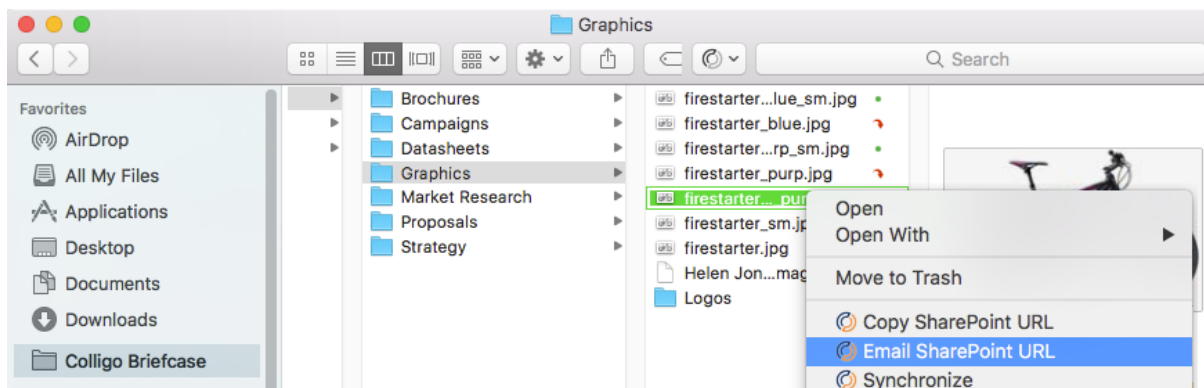 Graphics
Search
Favorites
AirDrop
All My Files
Applications
Desktop
Documents
Downloads
Colligo Briefcase
Brochures
Campaigns
Datasheets
Graphics
Market Research
Proposals
Strategy
firestarter...lue_sm.jpg
firestarter_blue.jpg
firestarter...rp_sm.jpg
firestarter_purp.jpg
firestarter..._pur
firestarter_sm.jp
firestarter.jpg
Helen Jon...mag
Logos
Open
Open With
Move to Trash
Copy SharePoint URL
Email SharePoint URL
Synchronize